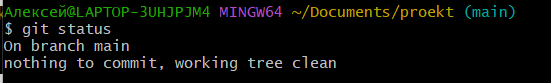 Алексей@LAPTOP-3UHJPJM4 MINGW64 ~/Documents/proekt (main)
$ git status
On branch main
nothing to commit, working tree clean